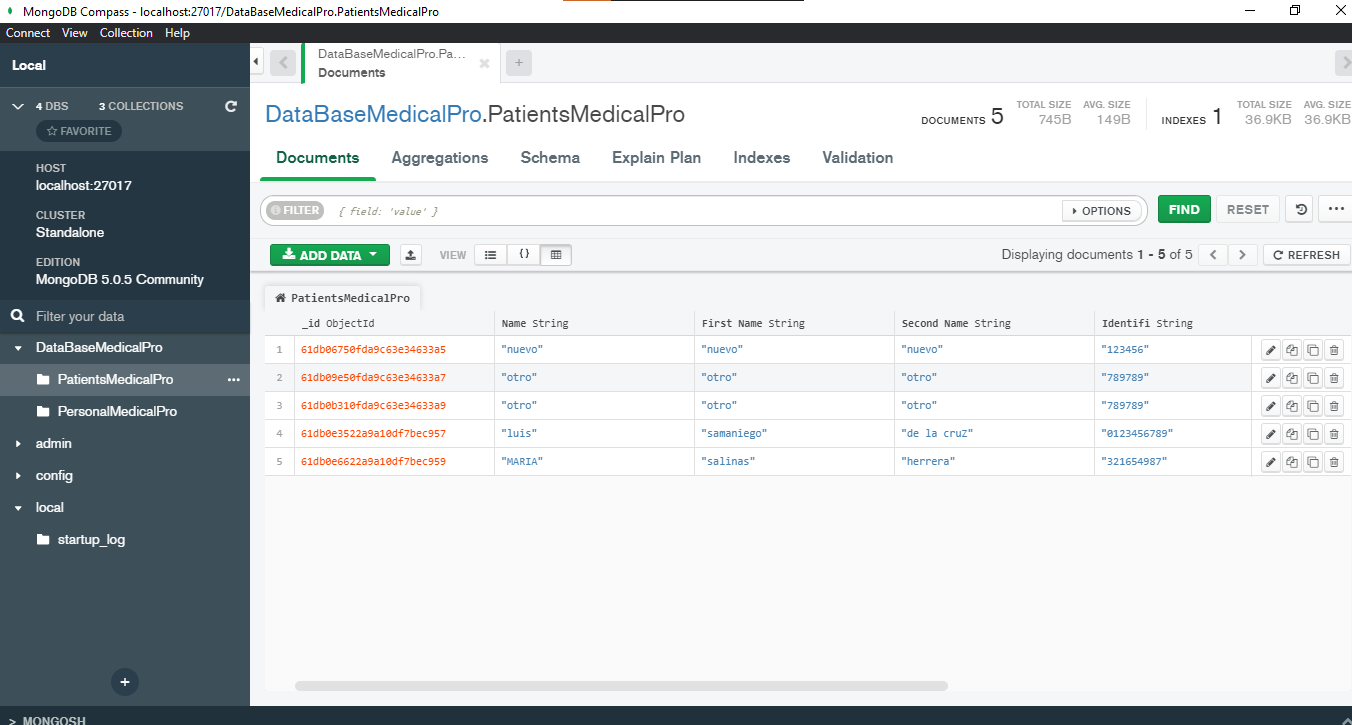 MongoDB Compass - localhost:27017/DataBaseMedicalPro.PatientsMedicalPro
Connect View Collection Help
Local
4 DBS 3 COLLECTIONS
FAVORITE
HOST
localhost:27017
CLUSTER
Standalone
EDITION
MongoDB 5.0.5 Community
Filter your data
DataBaseMedicalPro
PatientsMedicalPro
PersonalMedicalPro
admin
config
local
startup_log
DataBaseMedicalPro.Pa...
Documents
DataBaseMedicalPro.PatientsMedicalPro
DOCUMENTS 5 TOTAL SIZE 745B AVG. SIZE 149B INDEXES 1 TOTAL SIZE 36.9KB AVG. SIZE 36.9KB
Documents Aggregations Schema Explain Plan Indexes Validation
FILTER { field: 'value' } OPTIONS FIND RESET
ADD DATA VIEW {} Displaying documents 1 - 5 of 5 REFRESH
PatientsMedicalPro
_id ObjectId Name String First Name String Second Name String Identifi String
1 61db06750fda9c63e34633a5 "nuevo" "nuevo" "nuevo" "123456"
2 61db09e50fda9c63e34633a7 "otro" "otro" "otro" "789789"
3 61db0b310fda9c63e34633a9 "otro" "otro" "otro" "789789"
4 61db0e3522a9a10df7bec957 "luis" "samaniego" "de la cruZ" "0123456789"
5 61db0e6622a9a10df7bec959 "MARIA" "salinas" "herrera" "321654987"
> MONGOSH